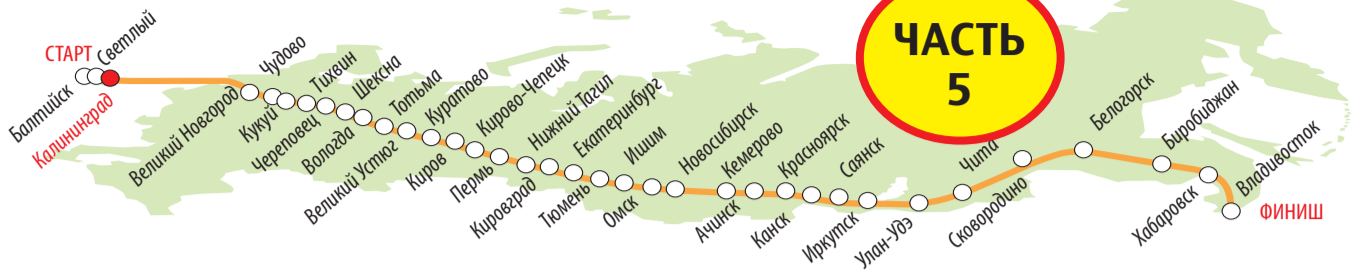 СТАРТ
Балтийск
Светлый
Калининград
Великий Новгород
Чудово
Кукуй
Тихвин
Череповец
Шексна
Вологда
Тотьма
Великий Устюг
Куратово
Киров
Кирово-Чепецк
Пермь
Нижний Тагил
Кировград
Екатеринбург
Тюмень
Ишим
Омск
Новосибирск
Ачинск
Кемерово
Канск
Красноярск
Иркутск
Саянск
Улан-Удэ
Чита
Сковородино
Белогорск
Биробиджан
Хабаровск
Владивосток
ФИНИШ
ЧАСТЬ
5